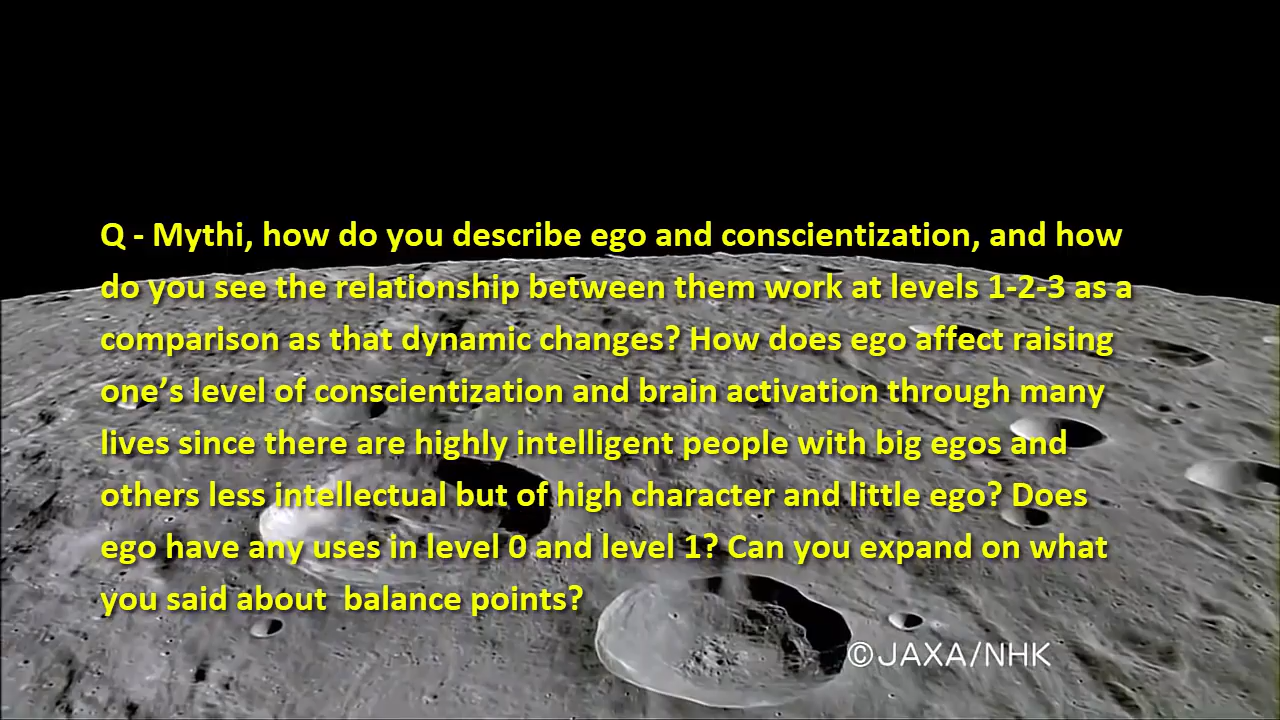 Q - Mythi, how do you describe ego and conscientization, and how
do you see the relationship between them work at levels 1-2-3 as a
comparison as that dynamic changes? How does ego affect raising
one’s level of conscientization and brain activation through many
lives since there are highly intelligent people with big egos and
others less intellectual but of high character and little ego? Does
ego have any uses in level 0 and level 1? Can you expand on what
you said about  balance points?
©JAXA/NHK